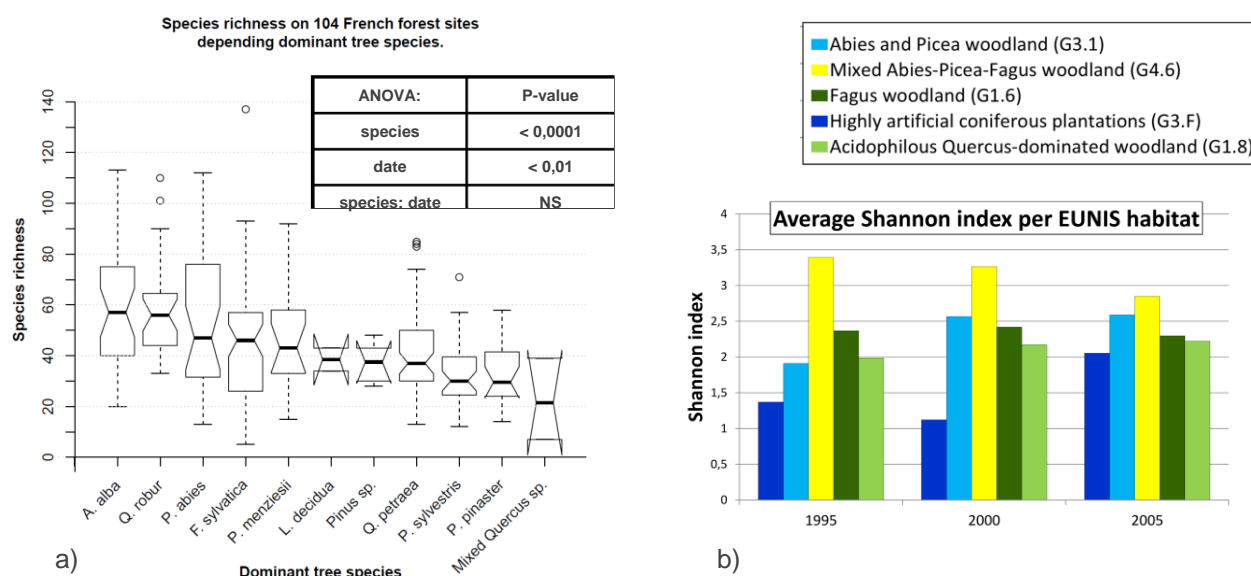 Species richness on 104 French forest sites
depending dominant tree species.
ANOVA: P-value
species < 0,0001
date < 0,01
species: date NS
Species richness
140
120
100
80
60
40
20
0
A. alba
Q. robur
P. abies
F. sylvatica
P. menziesii
L. decidua
Pinus sp.
Q. petraea
P. sylvestris
P. pinaster
Mixed Quercus sp.
Dominant tree species
a)
Abies and Picea woodland (G3.1)
Mixed Abies-Picea-Fagus woodland (G4.6)
Fagus woodland (G1.6)
Highly artificial coniferous plantations (G3.F)
Acidophilous Quercus-dominated woodland (G1.8)
Average Shannon index per EUNIS habitat
Shannon index
4
3,5
3
2,5
2
1,5
1
0,5
0
1995 2000 2005
b)